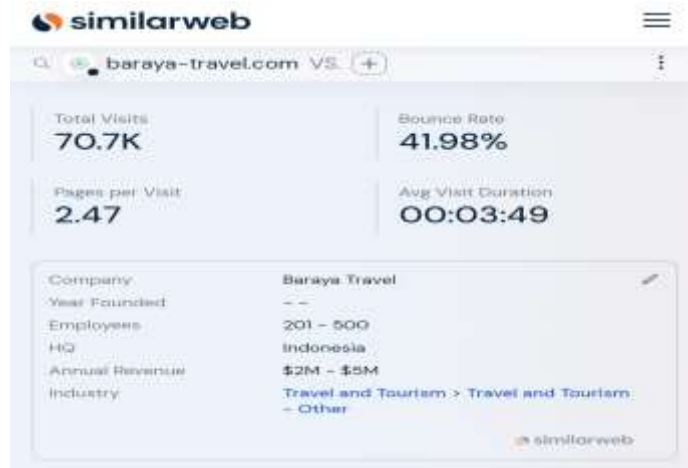 similarweb
baraya-travel.com VS. +
Total Visits
70.7K
Bounce Rate
41.98%
Pages per Visit
2.47
Avg Visit Duration
00:03:49
Company Baraya Travel
Year Founded - -
Employees 201 - 500
HQ Indonesia
Annual Revenue $2M - $5M
Industry Travel and Tourism > Travel and Tourism
- Other
similarweb